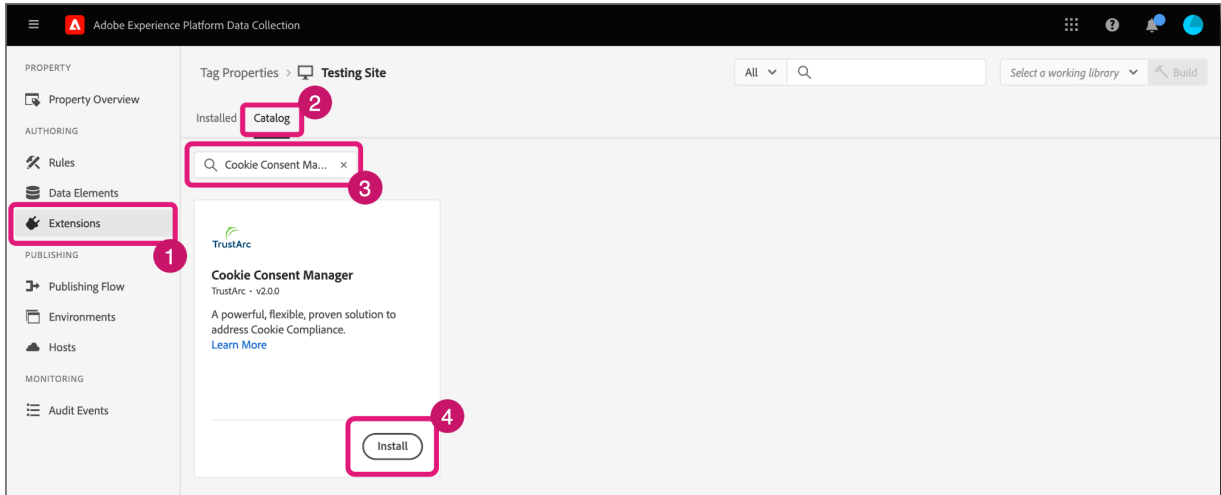 Adobe Experience Platform Data Collection
PROPERTY
Property Overview
AUTHORING
Rules
Data Elements
Extensions
1
PUBLISHING
Publishing Flow
Environments
Hosts
MONITORING
Audit Events
Tag Properties > Testing Site
All
Select a working library
Build
Installed
Catalog
2
Cookie Consent Ma... ×
3
TrustArc
Cookie Consent Manager
TrustArc • v2.0.0
A powerful, flexible, proven solution to
address Cookie Compliance.
Learn More
4
Install